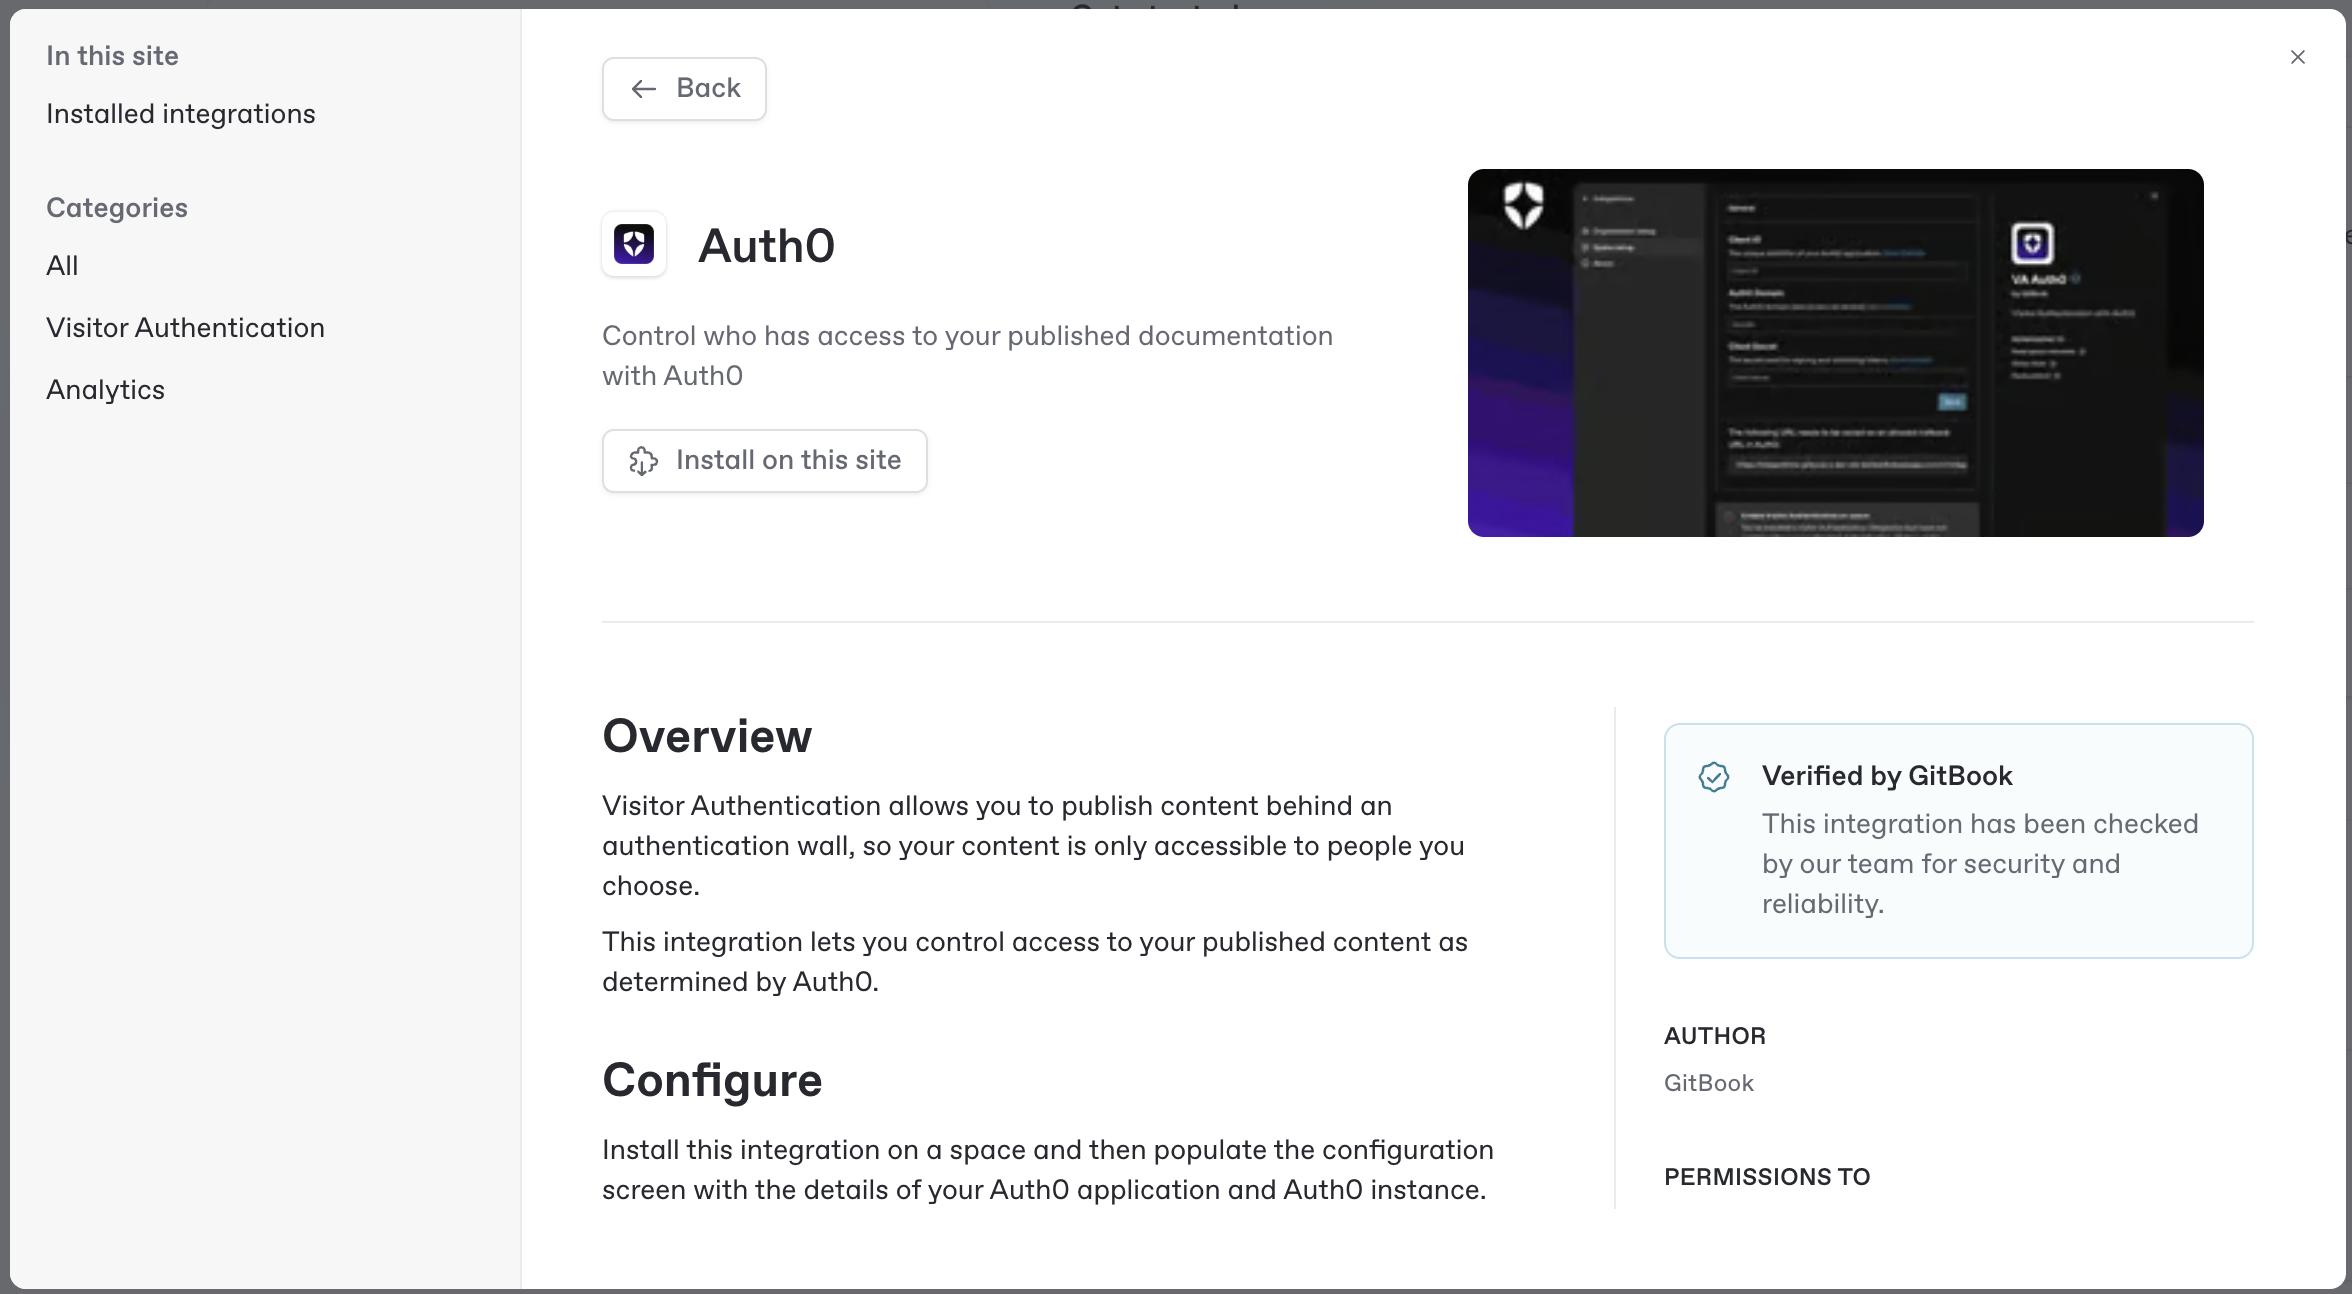 In this site
Installed integrations
Categories
All
Visitor Authentication
Analytics
Back
Auth0
Control who has access to your published documentation
with Auth0
Install on this site
VA Auth0
Overview
Visitor Authentication allows you to publish content behind an
authentication wall, so your content is only accessible to people you
choose.
This integration lets you control access to your published content as
determined by Auth0.
Configure
Install this integration on a space and then populate the configuration
screen with the details of your Auth0 application and Auth0 instance.
Verified by GitBook
This integration has been checked
by our team for security and
reliability.
AUTHOR
GitBook
PERMISSIONS TO